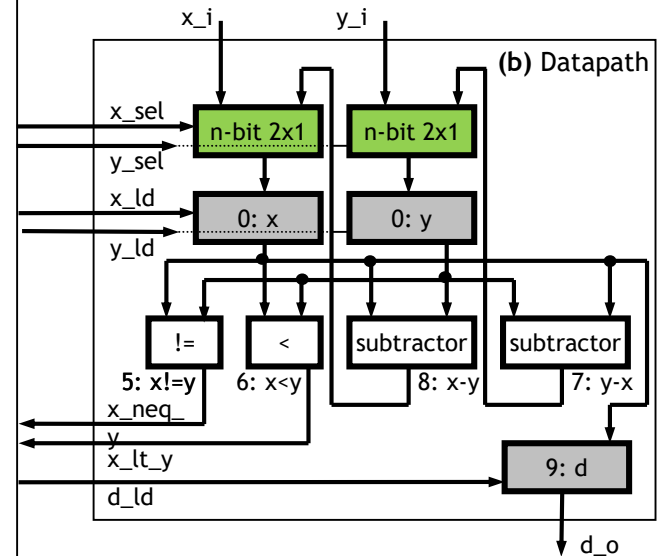 x_i
y_i
(b) Datapath
x_sel
n-bit 2x1
n-bit 2x1
y_sel
x_ld
0: x
0: y
y_ld
!=
<
subtractor
subtractor
5: x!=y
6: x<y
8: x-y
7: y-x
x_neq_
y
x_lt_y
9: d
d_ld
d_o